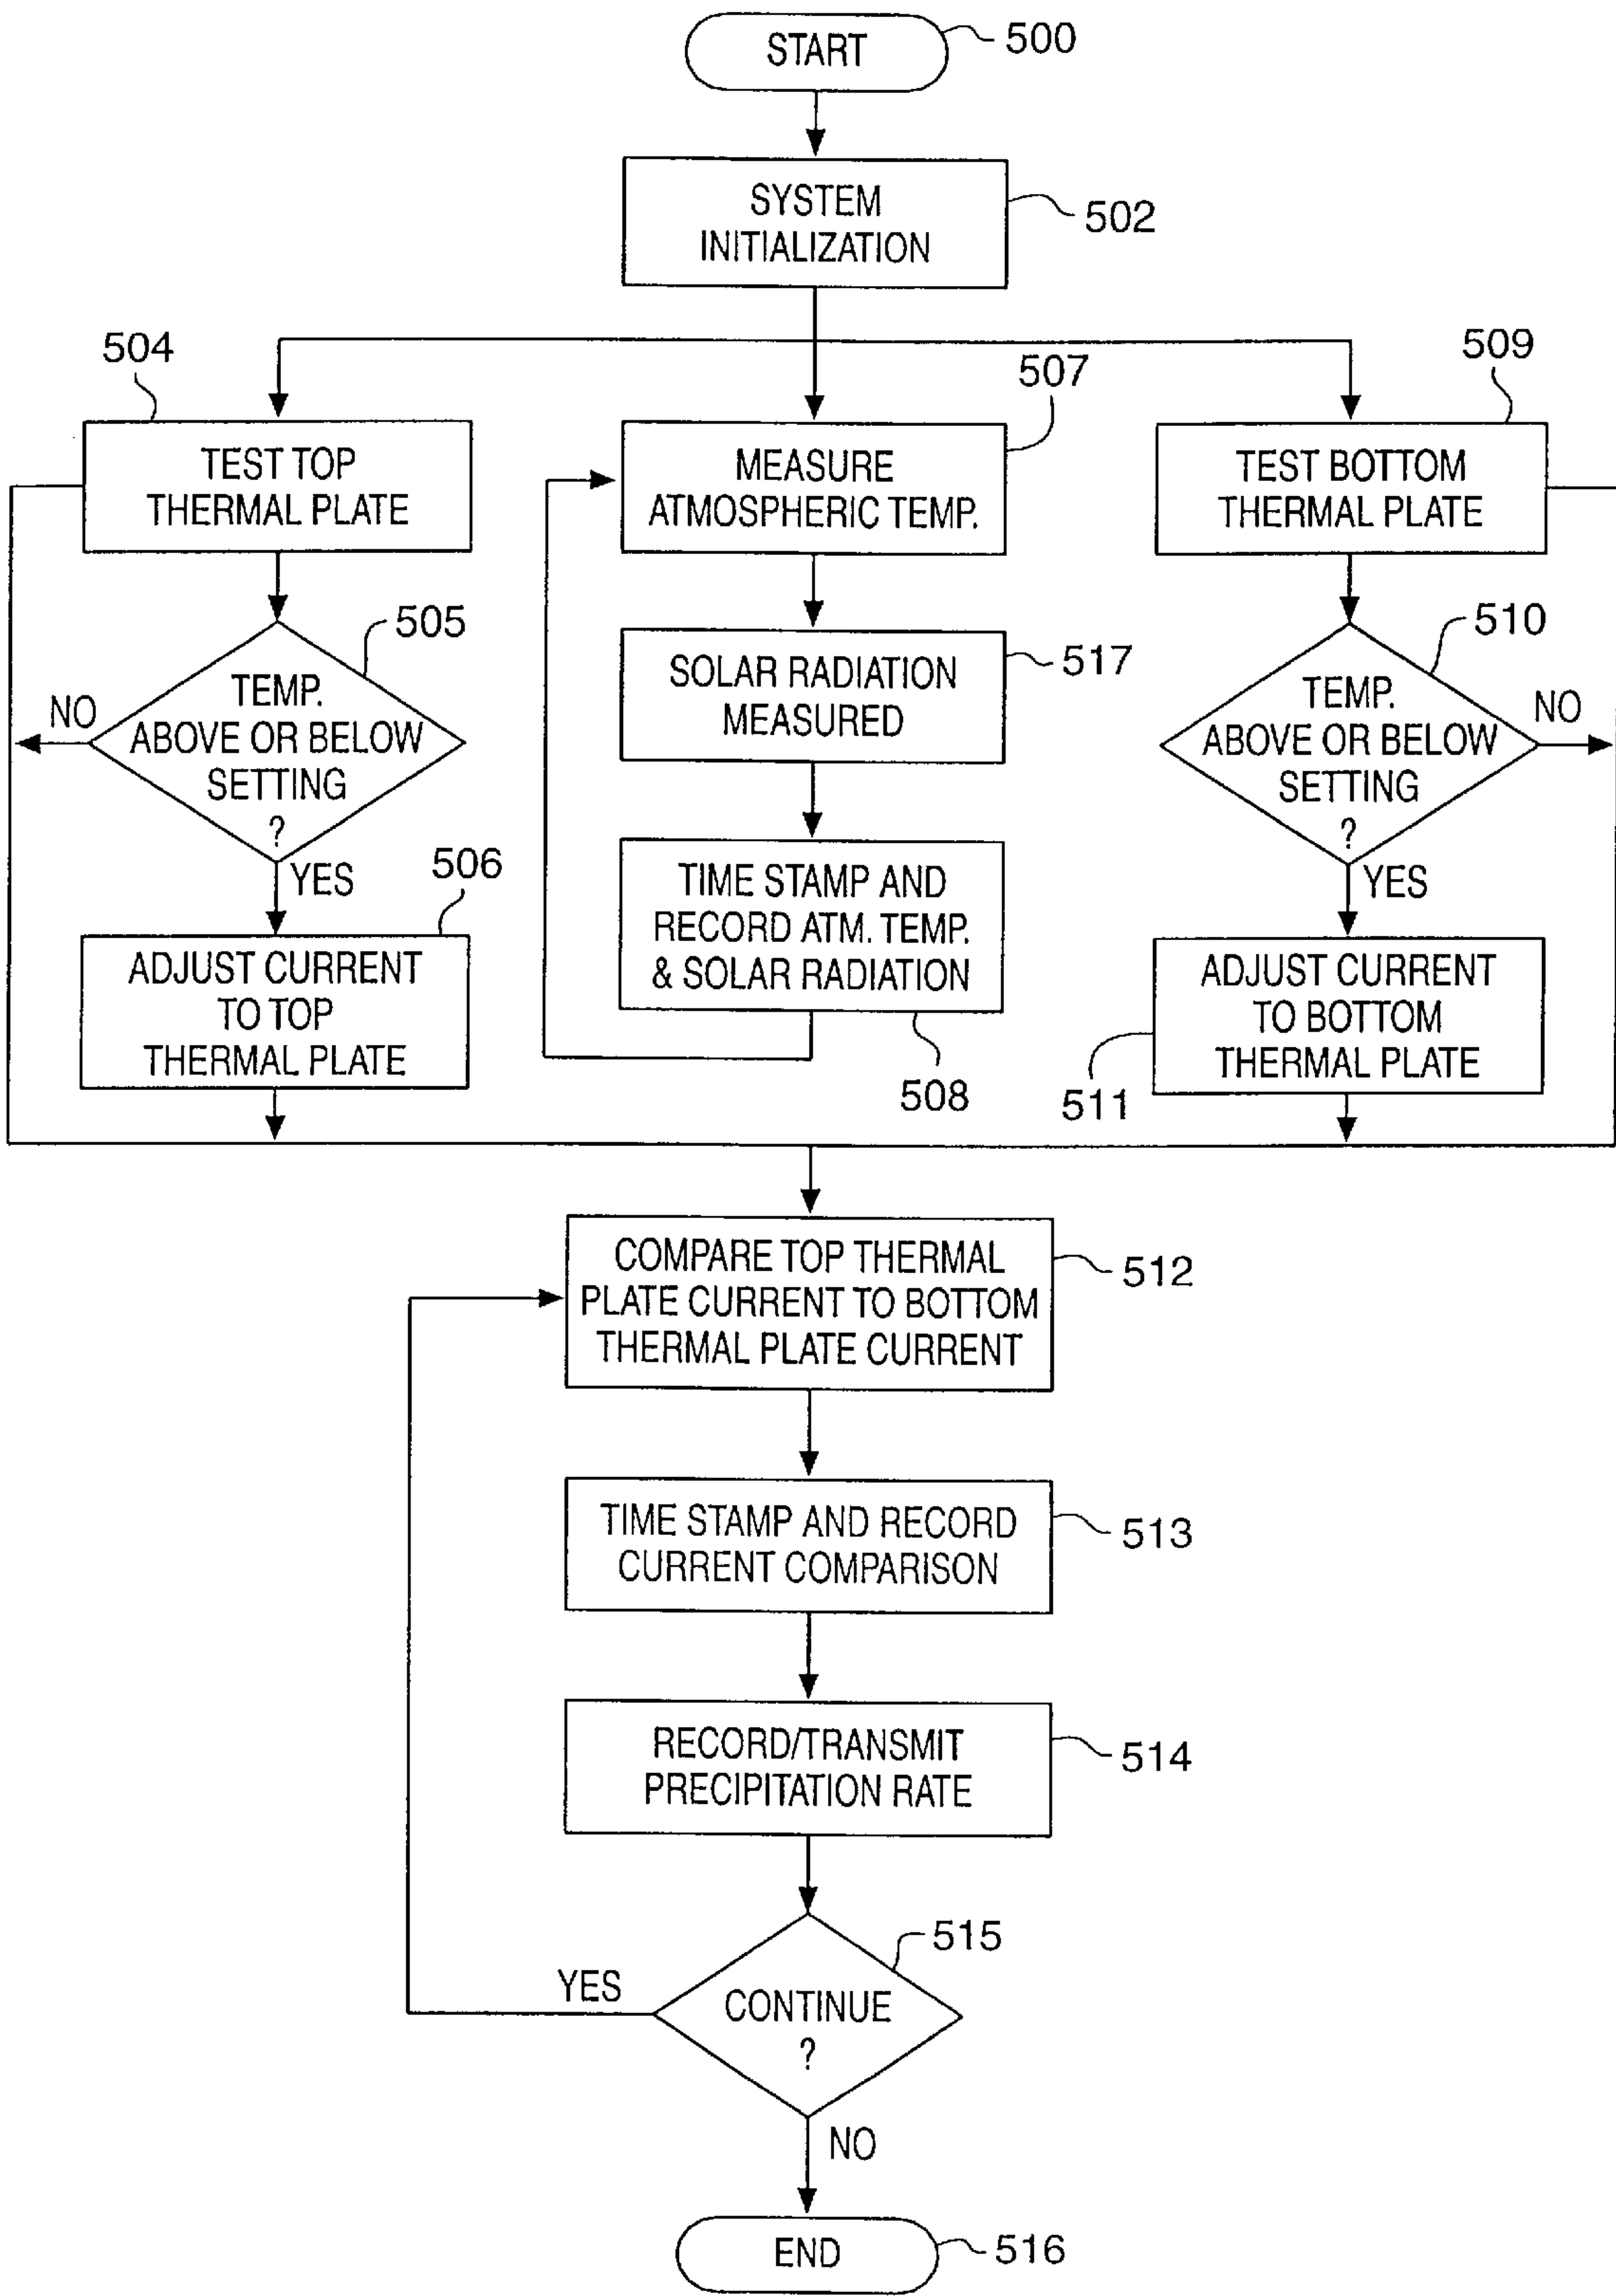 START
500
SYSTEM
INITIALIZATION
502
504
TEST TOP
THERMAL PLATE
505
TEMP.
ABOVE OR BELOW
SETTING
?
NO
YES
506
ADJUST CURRENT
TO TOP
THERMAL PLATE
507
MEASURE
ATMOSPHERIC TEMP.
SOLAR RADIATION
MEASURED
517
TIME STAMP AND
RECORD ATM. TEMP.
& SOLAR RADIATION
508
509
TEST BOTTOM
THERMAL PLATE
510
TEMP.
ABOVE OR BELOW
SETTING
?
NO
YES
ADJUST CURRENT
TO BOTTOM
THERMAL PLATE
511
COMPARE TOP THERMAL
PLATE CURRENT TO BOTTOM
THERMAL PLATE CURRENT
512
TIME STAMP AND RECORD
CURRENT COMPARISON
513
RECORD/TRANSMIT
PRECIPITATION RATE
514
515
CONTINUE
?
YES
NO
END
516